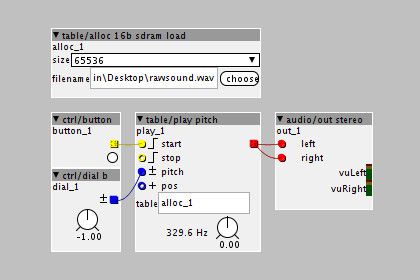 table/alloc 16b sdram load
alloc_1
size 65536
filename in\Desktop\rawsound.wav choose
ctrl/button
button_1
table/play pitch
play_1
start
stop
± pitch
+ pos
table alloc_1
329.6 Hz
0.00
audio/out stereo
out_1
left
right
vuLeft
vuRight
ctrl/dial b
dial_1
±
-1.00